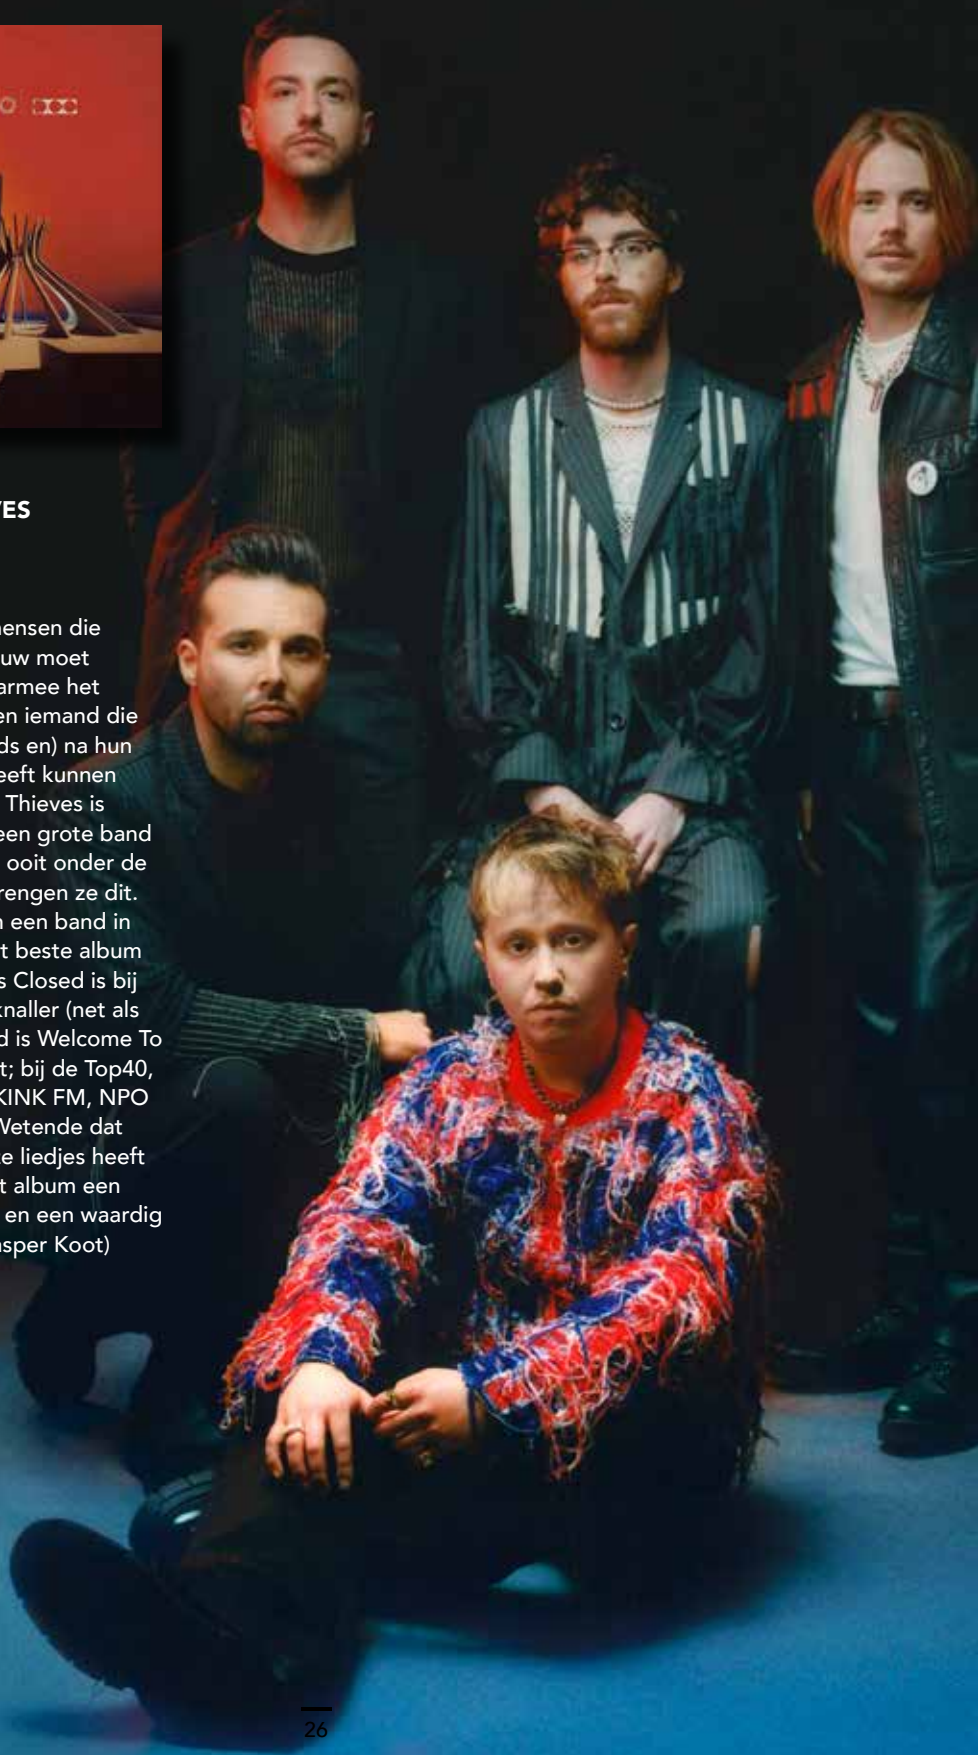 VES
mensen die
uw moet
armee het
en iemand die
ds en) na hun
eeft kunnen
Thieves is
een grote band
ooit onder de
rengen ze dit.
n een band in
t beste album
s Closed is bij
knaller (net als
d is Welcome To
t; bij de Top40,
KINK FM, NPO
Wetende dat
ke liedjes heeft
t album een
en een waardig
sper Koot)
26